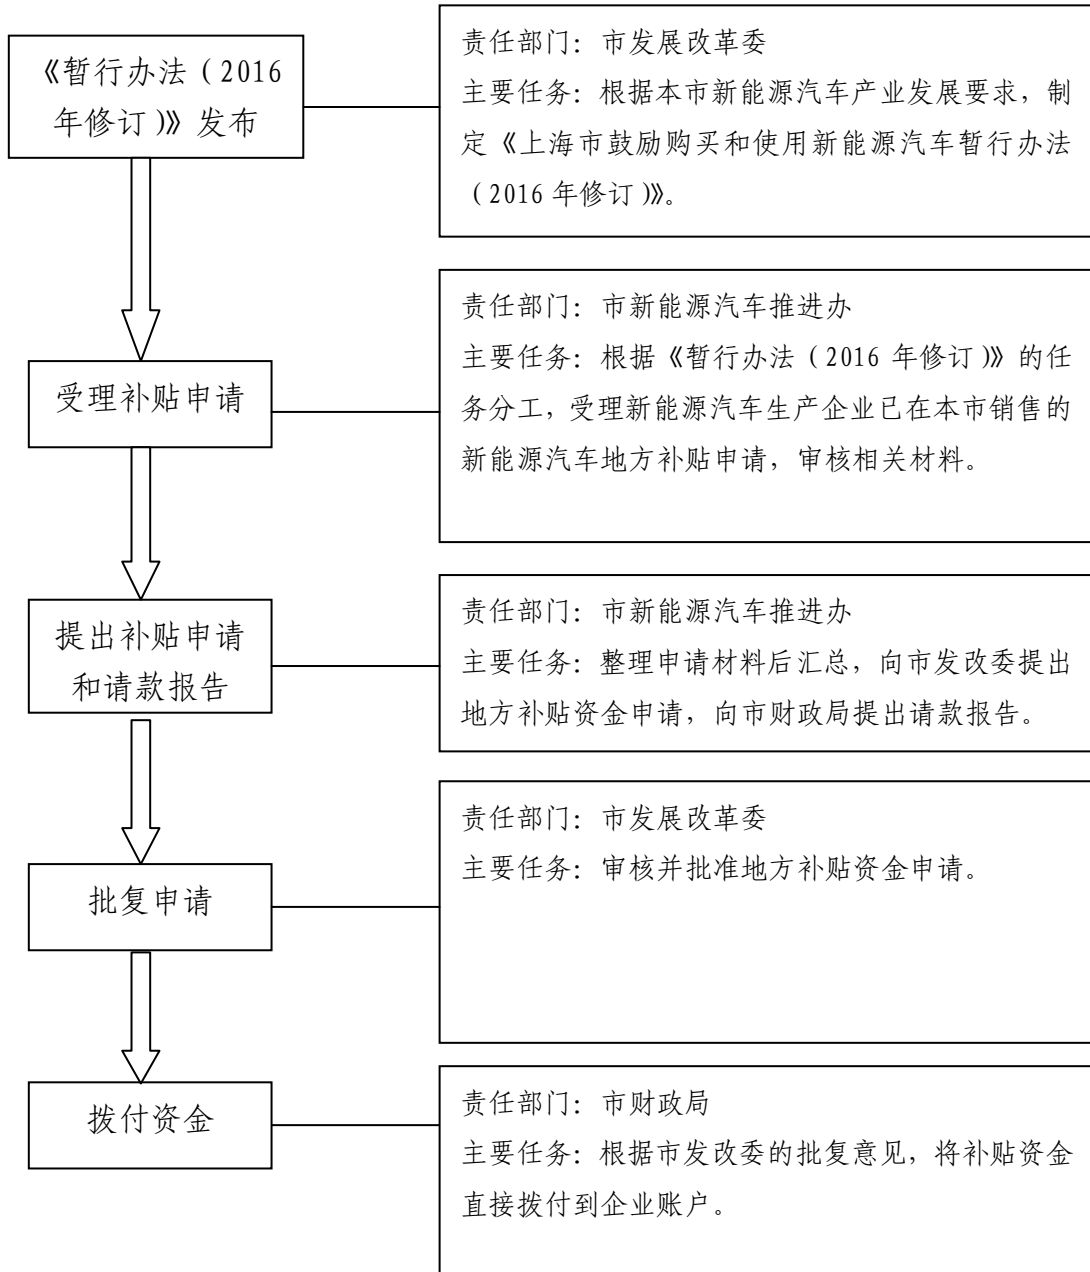 《暂行办法（2016
年修订）》发布
责任部门：市发展改革委
主要任务：根据本市新能源汽车产业发展要求，制
定《上海市鼓励购买和使用新能源汽车暂行办法
（2016 年修订）》。
受理补贴申请
责任部门：市新能源汽车推进办
主要任务：根据《暂行办法（2016 年修订）》的任
务分工，受理新能源汽车生产企业已在本市销售的
新能源汽车地方补贴申请，审核相关材料。
提出补贴申请
和请款报告
责任部门：市新能源汽车推进办
主要任务：整理申请材料后汇总，向市发改委提出
地方补贴资金申请，向市财政局提出请款报告。
批复申请
责任部门：市发展改革委
主要任务：审核并批准地方补贴资金申请。
拨付资金
责任部门：市财政局
主要任务：根据市发改委的批复意见，将补贴资金
直接拨付到企业账户。